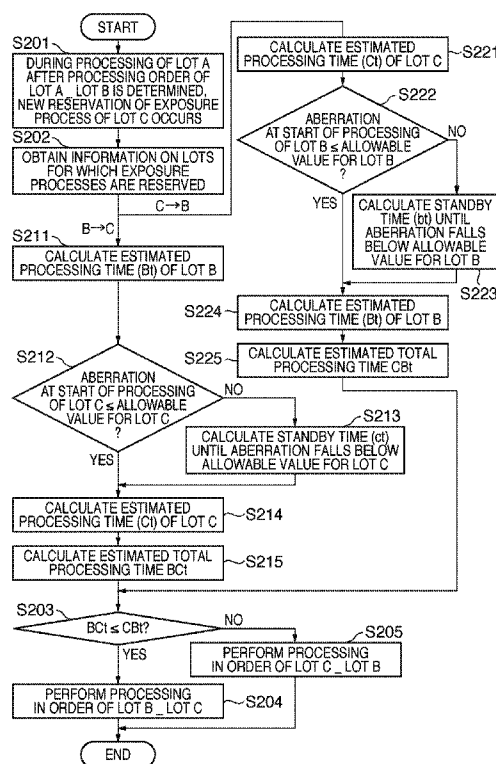 START
S201
DURING PROCESSING OF LOT A
AFTER PROCESSING ORDER OF
LOT A _ LOT B IS DETERMINED,
NEW RESERVATION OF EXPOSURE
PROCESS OF LOT C OCCURS
S202
OBTAIN INFORMATION ON LOTS
FOR WHICH EXPOSURE
PROCESSES ARE RESERVED
C→B
B→C
S211
CALCULATE ESTIMATED
PROCESSING TIME (Bt) OF LOT B
S212
ABERRATION
AT START OF PROCESSING
OF LOT C ≤ ALLOWABLE
VALUE FOR LOT C
?
NO
YES
S213
CALCULATE STANDBY TIME (ct)
UNTIL ABERRATION FALLS BELOW
ALLOWABLE VALUE FOR LOT C
CALCULATE ESTIMATED
PROCESSING TIME (Ct) OF LOT C
S214
CALCULATE ESTIMATED TOTAL
PROCESSING TIME BCt
S215
CALCULATE ESTIMATED
PROCESSING TIME (Ct) OF LOT C
S221
S222
ABERRATION
AT START OF PROCESSING
OF LOT B ≤ ALLOWABLE
VALUE FOR LOT B
?
NO
YES
CALCULATE STANDBY
TIME (bt) UNTIL
ABERRATION FALLS
BELOW ALLOWABLE
VALUE FOR LOT B
S223
S224
CALCULATE ESTIMATED
PROCESSING TIME (Bt) OF LOT B
S225
CALCULATE ESTIMATED TOTAL
PROCESSING TIME CBt
S203
BCt ≤ CBt?
NO
YES
S205
PERFORM PROCESSING
IN ORDER OF LOT C _ LOT B
PERFORM PROCESSING
IN ORDER OF LOT B _ LOT C
S204
END